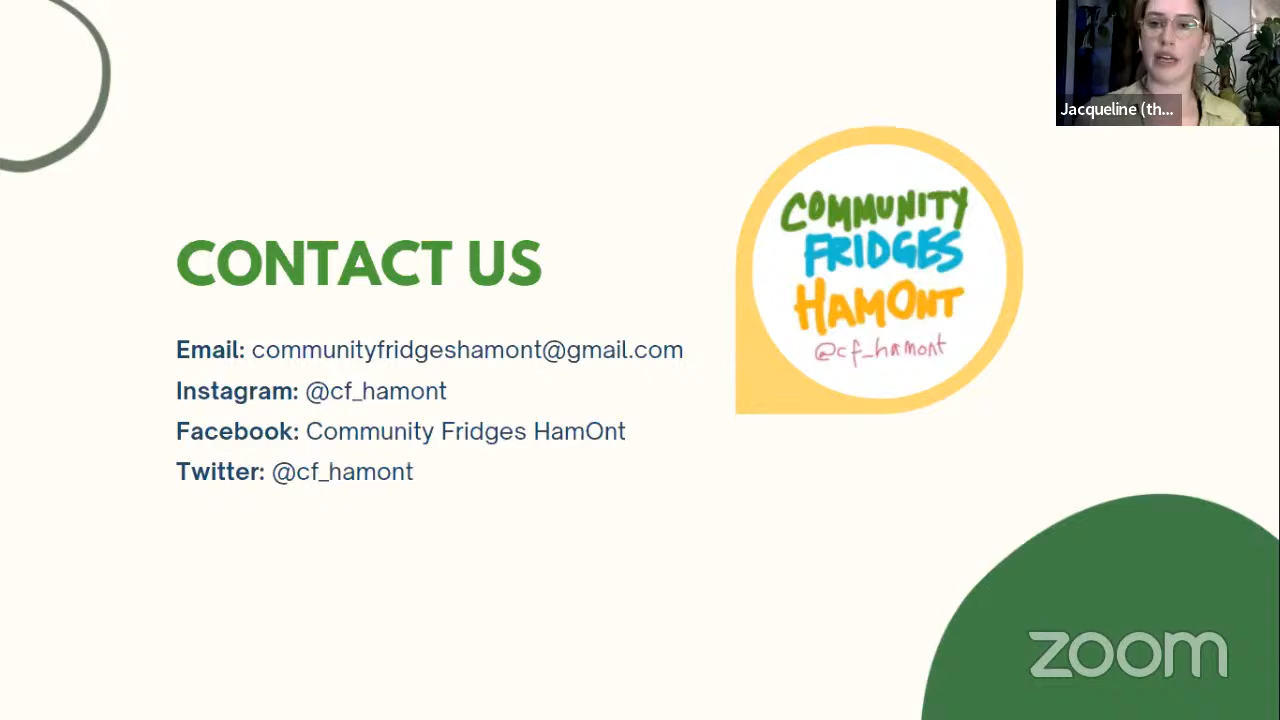 Jacqueline (th...
COMMUNITY
FRIDGES
HAMONT
@cf_hamont
CONTACT US
Email: communityfridgeshamont@gmail.com
Instagram: @cf_hamont
Facebook: Community Fridges HamOnt
Twitter: @cf_hamont
zoom